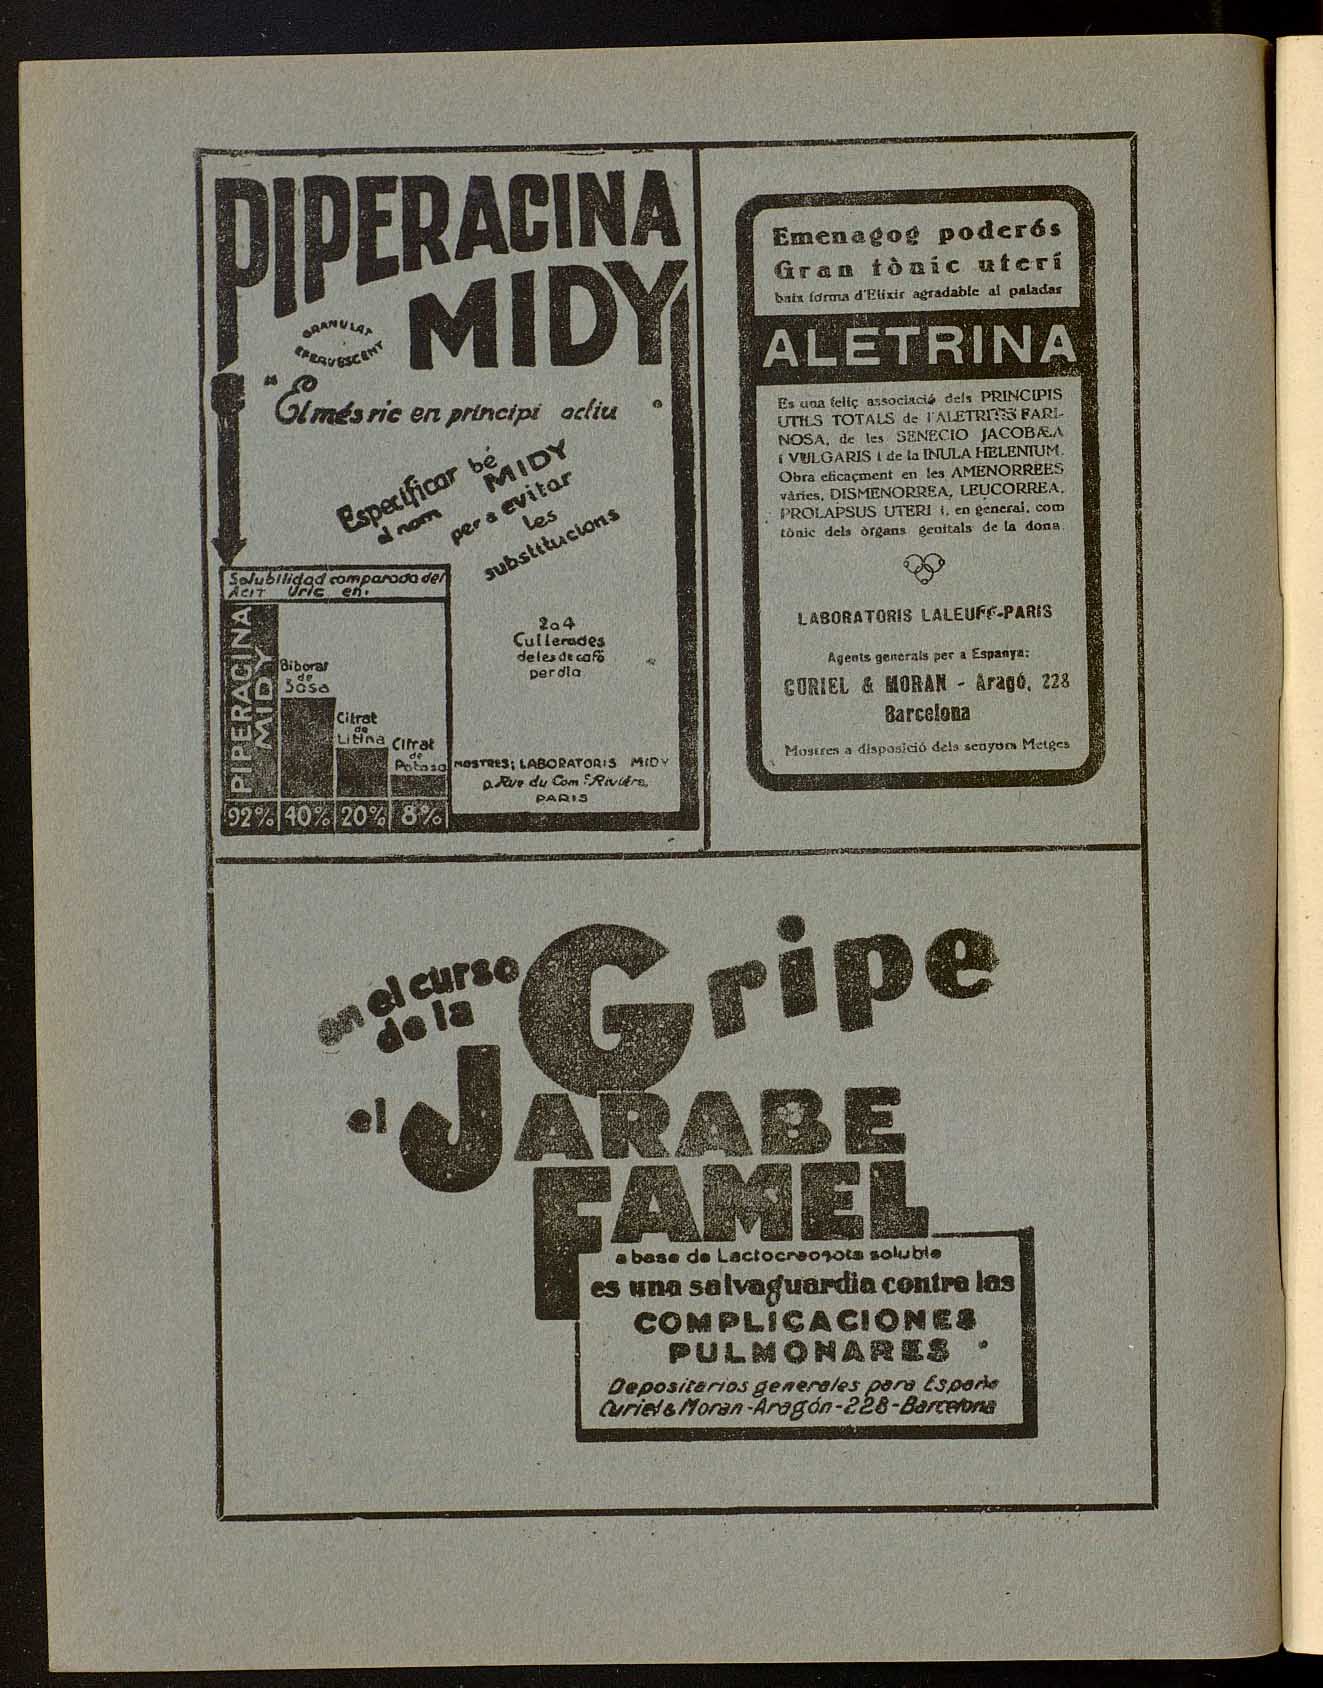 PIPERACINA
MIDY
GRANULAT
EFERVESCENT
"El més ric en principi actiu"
Especificar bé
el nom MIDY
per a evitar
les
substitucions
Solubilidad comparada del
Acit Uric en:
PIPERACINA
MIDY
Biborat
de
Sosa
Citrat
de
Litina
Citrat
de
Potasa
92% 40% 20% 8%
2 a 4
Cullerades
de les de café
per dia
MOSTRES: LABORATORIS MIDY
9 Rue du Com.t Rivière,
PARIS
Emenagog poderós
Gran tònic uterí
baix forma d'Elixir agradable al paladar
ALETRINA
Es una feliç associació dels PRINCIPIS
UTILS TOTALS de l'ALETRITS FARI-
NOSA, de les SENECIO JACOBÆA
i VULGARIS i de la INULA HELENIUM.
Obra eficaçment en les AMENORREES
vàries, DISMENORREA, LEUCORREA,
PROLAPSUS UTERI i, en general, com
tònic dels òrgans genitals de la dona.
LABORATORIS LALEUFF-PARIS
Agents generals per a Espanya:
CURIEL & MORAN - Aragó, 228
Barcelona
Mostres a disposició dels senyors Metges
en el curso
de la
Gripe
el JARABE
FAMEL
a base de Lactocreosota soluble
es una salvaguardia contra las
COMPLICACIONES
PULMONARES
Depositarios generales para España
Curiel & Moran - Aragón - 228 - Barcelona